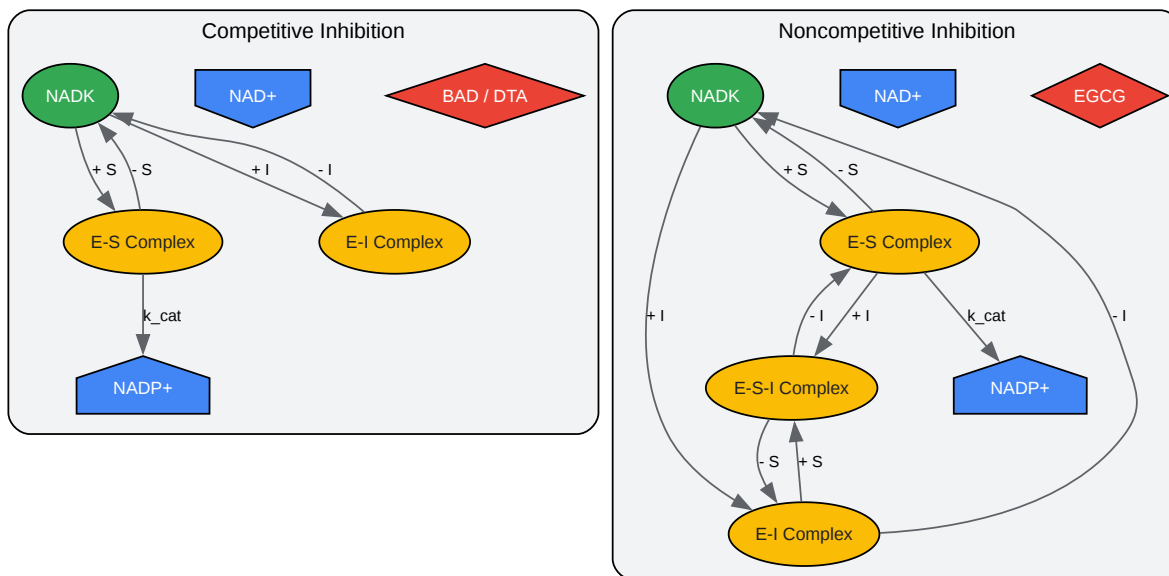 Competitive Inhibition
NADK
NAD+
BAD / DTA
+ S
- S
+ I
- I
E-S Complex
E-I Complex
k_cat
NADP+
Noncompetitive Inhibition
NADK
NAD+
EGCG
+ S
- S
E-S Complex
+ I
- I
+ I
k_cat
- I
E-S-I Complex
NADP+
- S
+ S
E-I Complex